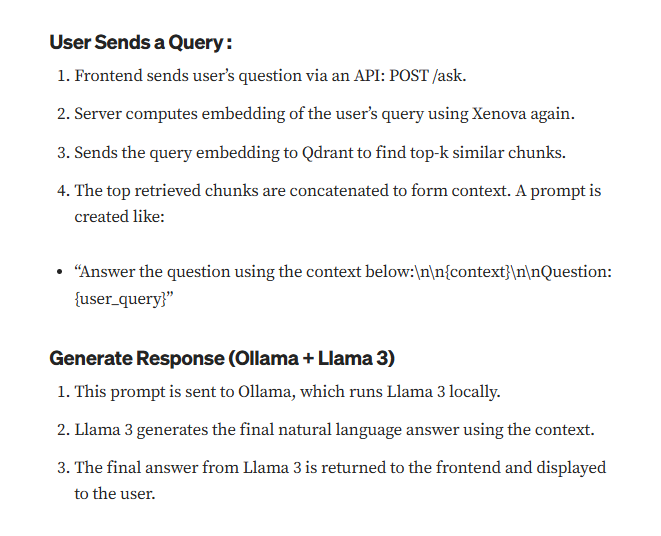 User Sends a Query :
1. Frontend sends user’s question via an API: POST /ask.
2. Server computes embedding of the user’s query using Xenova again.
3. Sends the query embedding to Qdrant to find top-k similar chunks.
4. The top retrieved chunks are concatenated to form context. A prompt is
created like:
• “Answer the question using the context below:\n\n{context}\n\nQuestion:
{user_query}”
Generate Response (Ollama + Llama 3)
1. This prompt is sent to Ollama, which runs Llama 3 locally.
2. Llama 3 generates the final natural language answer using the context.
3. The final answer from Llama 3 is returned to the frontend and displayed
to the user.